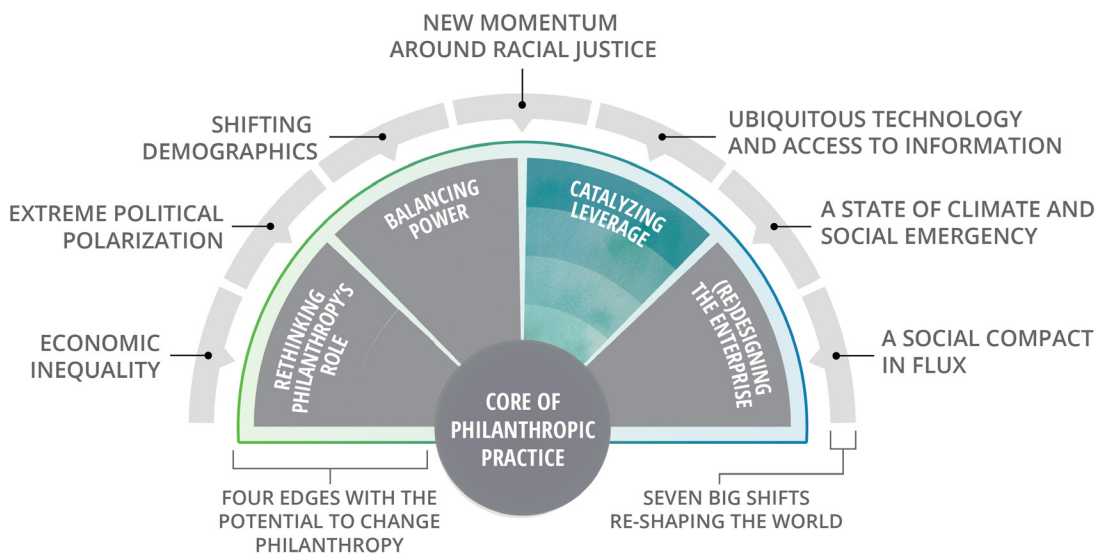 NEW MOMENTUM
AROUND RACIAL JUSTICE
SHIFTING
DEMOGRAPHICS
UBIQUITOUS TECHNOLOGY
AND ACCESS TO INFORMATION
EXTREME POLITICAL
POLARIZATION
A STATE OF CLIMATE AND
SOCIAL EMERGENCY
ECONOMIC
INEQUALITY
A SOCIAL COMPACT
IN FLUX
RETHINKING
PHILANTHROPY'S
ROLE
BALANCING
POWER
CATALYZING
LEVERAGE
(RE)DESIGNING
THE ENTERPRISE
CORE OF
PHILANTHROPIC
PRACTICE
FOUR EDGES WITH THE
POTENTIAL TO CHANGE
PHILANTHROPY
SEVEN BIG SHIFTS
RE-SHAPING THE WORLD